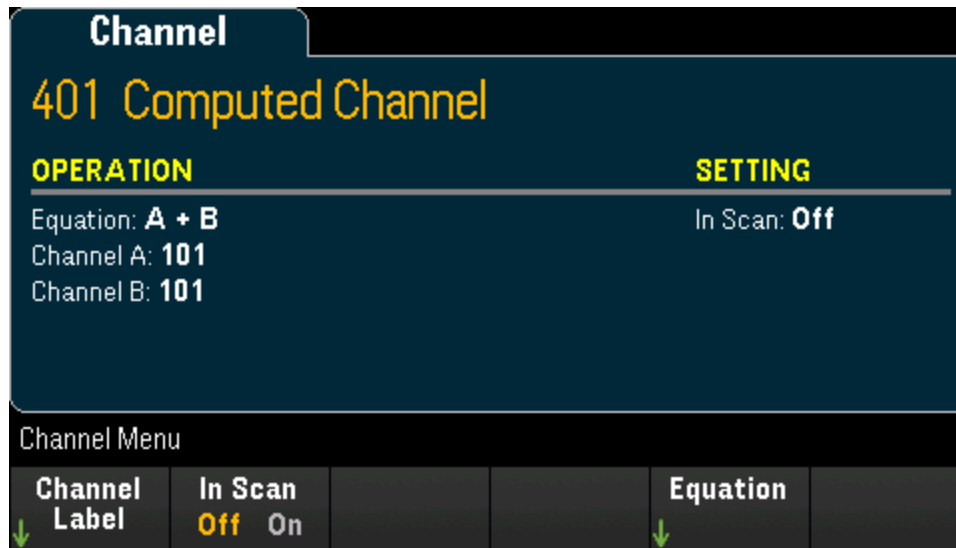 Channel
401 Computed Channel
OPERATION
SETTING
Equation: A + B
In Scan: Off
Channel A: 101
Channel B: 101
Channel Menu
Channel
Label
In Scan
Off On
Equation